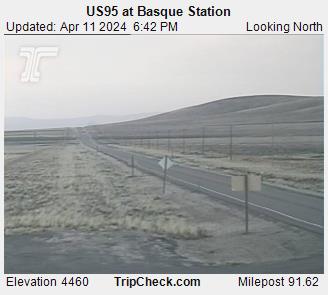 US95 at Basque Station
Updated: Apr 11 2024 6:42 PM Looking North
Elevation 4460 TripCheck.com Milepost 91.62